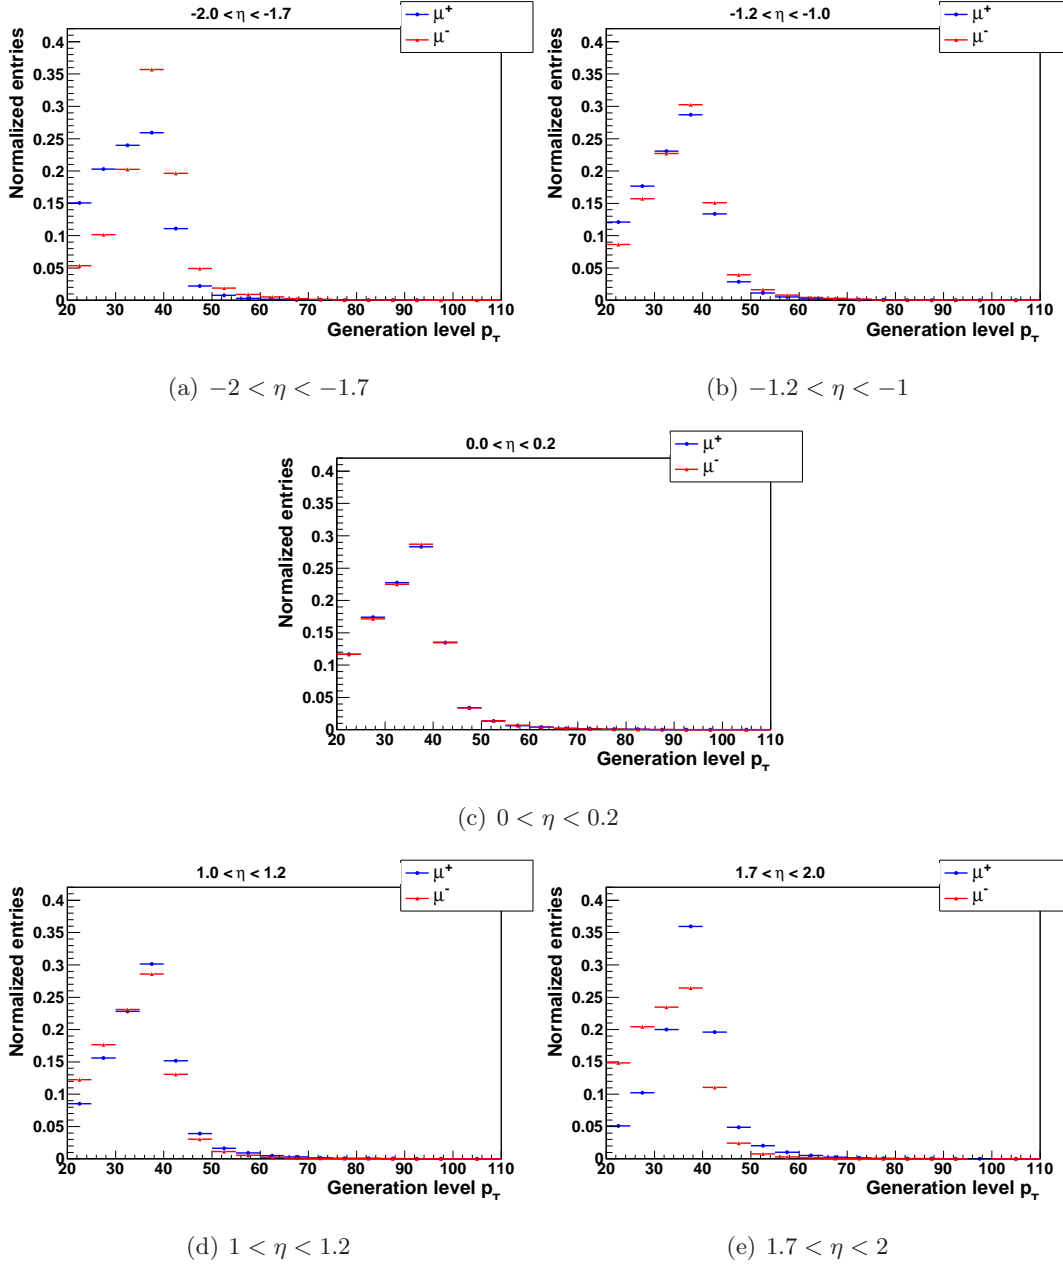 -2.0 < η < -1.7
μ⁺
μ⁻
Normalized entries
0.4
0.35
0.3
0.25
0.2
0.15
0.1
0.05
0
20 30 40 50 60 70 80 90 100 110
Generation level p_T
(a) −2 < η < −1.7
-1.2 < η < -1.0
μ⁺
μ⁻
Normalized entries
0.4
0.35
0.3
0.25
0.2
0.15
0.1
0.05
0
20 30 40 50 60 70 80 90 100 110
Generation level p_T
(b) −1.2 < η < −1
0.0 < η < 0.2
μ⁺
μ⁻
Normalized entries
0.4
0.35
0.3
0.25
0.2
0.15
0.1
0.05
0
20 30 40 50 60 70 80 90 100 110
Generation level p_T
(c) 0 < η < 0.2
1.0 < η < 1.2
μ⁺
μ⁻
Normalized entries
0.4
0.35
0.3
0.25
0.2
0.15
0.1
0.05
0
20 30 40 50 60 70 80 90 100 110
Generation level p_T
(d) 1 < η < 1.2
1.7 < η < 2.0
μ⁺
μ⁻
Normalized entries
0.4
0.35
0.3
0.25
0.2
0.15
0.1
0.05
0
20 30 40 50 60 70 80 90 100 110
Generation level p_T
(e) 1.7 < η < 2